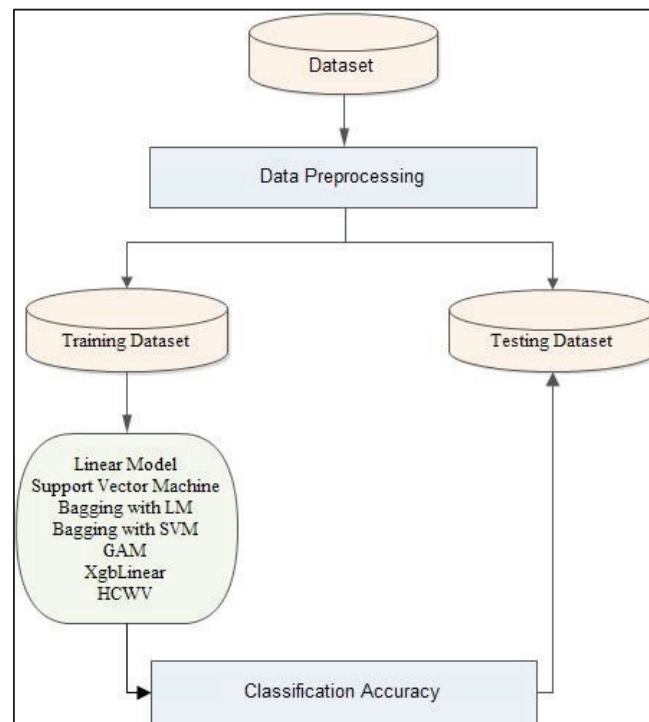 Dataset
Data Preprocessing
Training Dataset
Testing Dataset
Linear Model
Support Vector Machine
Bagging with LM
Bagging with SVM
GAM
XgbLinear
HCWV
Classification Accuracy